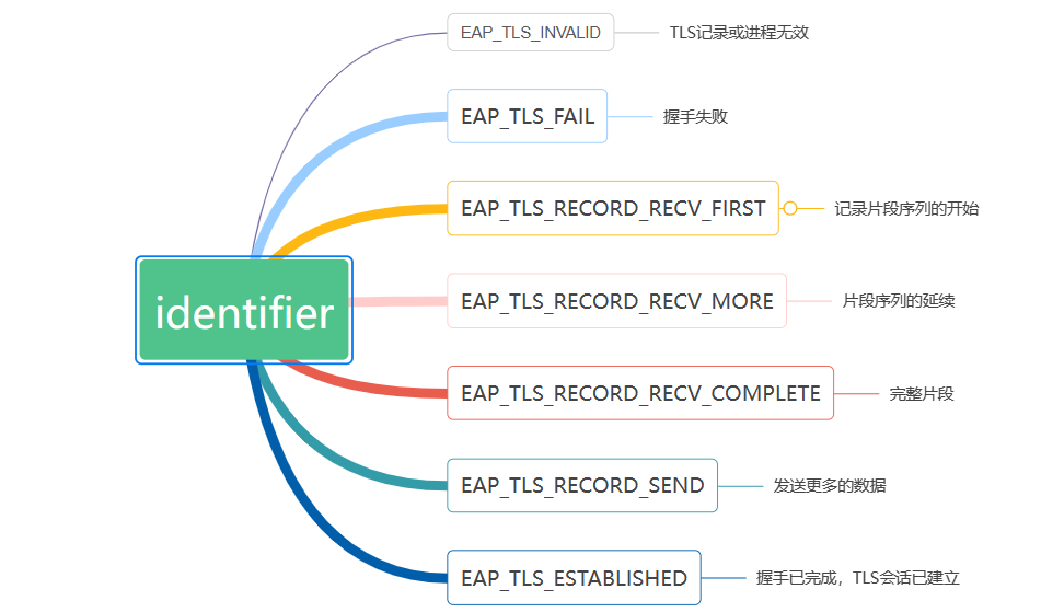 EAP_TLS_INVALID
TLS记录或进程无效
EAP_TLS_FAIL
握手失败
EAP_TLS_RECORD_RECV_FIRST
记录片段序列的开始
identifier
EAP_TLS_RECORD_RECV_MORE
片段序列的延续
EAP_TLS_RECORD_RECV_COMPLETE
完整片段
EAP_TLS_RECORD_SEND
发送更多的数据
EAP_TLS_ESTABLISHED
握手已完成，TLS会话已建立